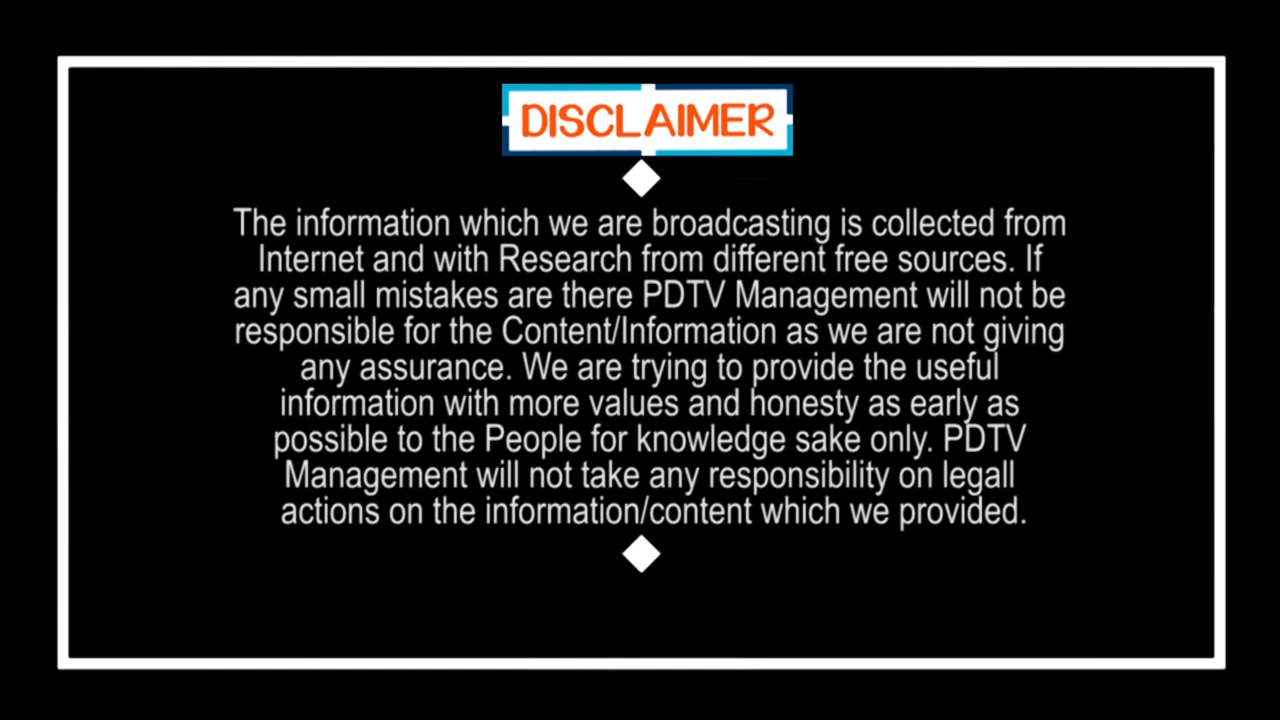 DISCLAIMER
The information which we are broadcasting is collected from
Internet and with Research from different free sources. If
any small mistakes are there PDTV Management will not be
responsible for the Content/Information as we are not giving
any assurance. We are trying to provide the useful
information with more values and honesty as early as
possible to the People for knowledge sake only. PDTV
Management will not take any responsibility on legall
actions on the information/content which we provided.